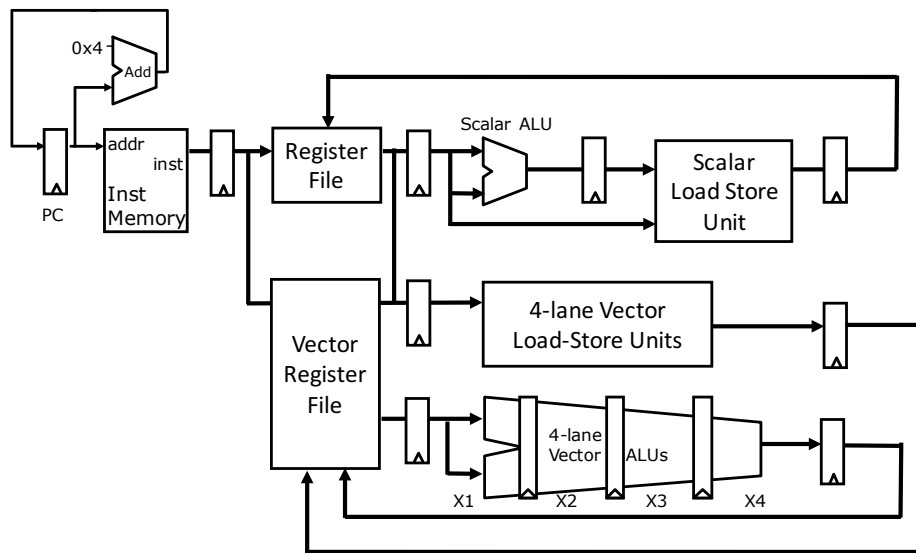 0x4
Add
PC
addr
inst
Inst
Memory
Register
File
Scalar ALU
Scalar
Load Store
Unit
Vector
Register
File
4-lane Vector
Load-Store Units
4-lane
Vector ALUs
X1 X2 X3 X4